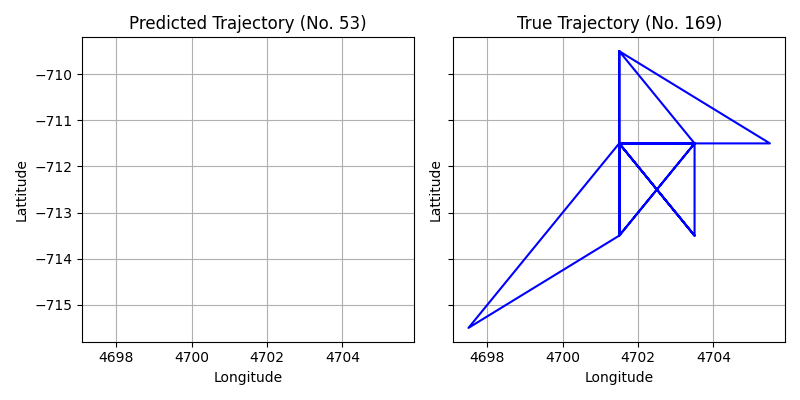 Predicted Trajectory (No. 53)
True Trajectory (No. 169)
Lattitude
−710
−711
−712
−713
−714
−715
4698 4700 4702 4704
Longitude
Lattitude
4698 4700 4702 4704
Longitude